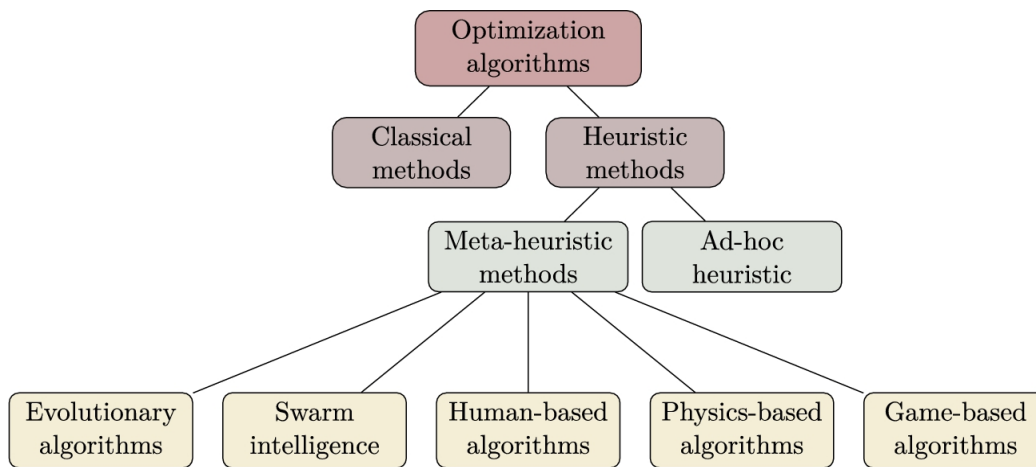 Optimization
algorithms
Classical
methods
Heuristic
methods
Meta-heuristic
methods
Ad-hoc
heuristic
Evolutionary
algorithms
Swarm
intelligence
Human-based
algorithms
Physics-based
algorithms
Game-based
algorithms